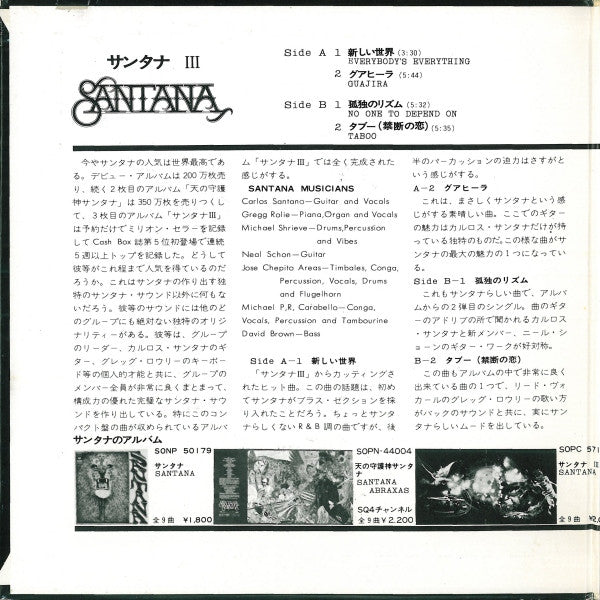 サンタナ III
SANTANA
Side A 1 新しい世界 (3:30)
EVERYBODY'S EVERYTHING
2 グアヒーラ (5:44)
GUAJIRA
Side B 1 孤独のリズム (5:32)
NO ONE TO DEPEND ON
2 タブー(禁断の恋) (5:35)
TABOO
今やサンタナの人気は世界最高であ
る。デビュー・アルバムは200万枚売
り、続く2枚目のアルバム「天の守護
神サンタナ」は350万枚を売りつくし
て、3枚目のアルバム「サンタナIII」
は予約だけでミリオン・セラーを記録
して Cash Box 誌第5位初登場で連続
5週以上トップを記録した。どうして
彼等がこれ程まで人気を得ているのだ
ろうか。これはサンタナの作り出す独
特のサンタナ・サウンド以外に何もな
いだろう。彼等のサウンドには他のど
のグループにも絶対ない独特のオリジ
ナリティーがある。彼等は、グループ
のリーダー、カルロス・サンタナのギ
ター、グレッグ・ロウリーのキーボー
ド等の個人的才能と共に、グループの
メンバー全員が非常に良くまとまって、
構成力の優れた完璧なサンタナ・サウ
ンドを作り出している。特にこのコン
パクト盤の曲が収められているアルバ
ム「サンタナIII」では全く完成された
感じがする。
SANTANA MUSICIANS
Carlos Santana—Guitar and Vocals
Gregg Rolie—Piano,Organ and Vocals
Michael Shrieve—Drums,Percussion
and Vibes
Neal Schon—Guitar
Jose Chepito Areas—Timbales, Conga,
Percussion, Vocals, Drums
and Flugelhorn
Michael P,R, Carabello—Conga,
Vocals, Percussion and Tambourine
David Brown—Bass
Side A-1 新しい世界
「サンタナIII」からカッティングさ
れたヒット曲。この曲の話題は、初め
てサンタナがブラス・セクションを採
り入れたことだろう。ちょっとサンタ
ナらしくないR&B調の曲ですが、後
半のパーカッションの迫力はさすがと
いう感じがする。
A-2 グアヒーラ
これは、まさしくサンタナという感
じがする素晴しい曲。ここでのギター
の魅力はカルロス・サンタナだけが持
っている独特のものだ。この様な曲がサ
ンタナの最大の魅力の1つになってい
る。
Side B-1 孤独のリズム
これもサンタナらしい曲で、アルバ
ムからの2弾目のシングル。曲のギタ
ーのアドリブの所で聞かれるカルロス
・サンタナと新メンバー、ニール・シ
ョーンのギター・ワークが好対称。
B-2 タブー(禁断の恋)
この曲もアルバムの中で非常に良く
出来ている曲の1つで、リード・ヴォ
カールのグレッグ・ロウリーの歌い方
がバックのサウンドと共に、実にサン
タナらしいムードを出している。
サンタナのアルバム
SONP 50179
サンタナ
SANTANA
全9曲 ¥1,800
SOPN-44004
天の守護神サンタナ
SANTANA
ABRAXAS
SQ4チャンネル
全9曲 ¥2,200
SOPC 571
サンタナ
SANTANA
全9曲